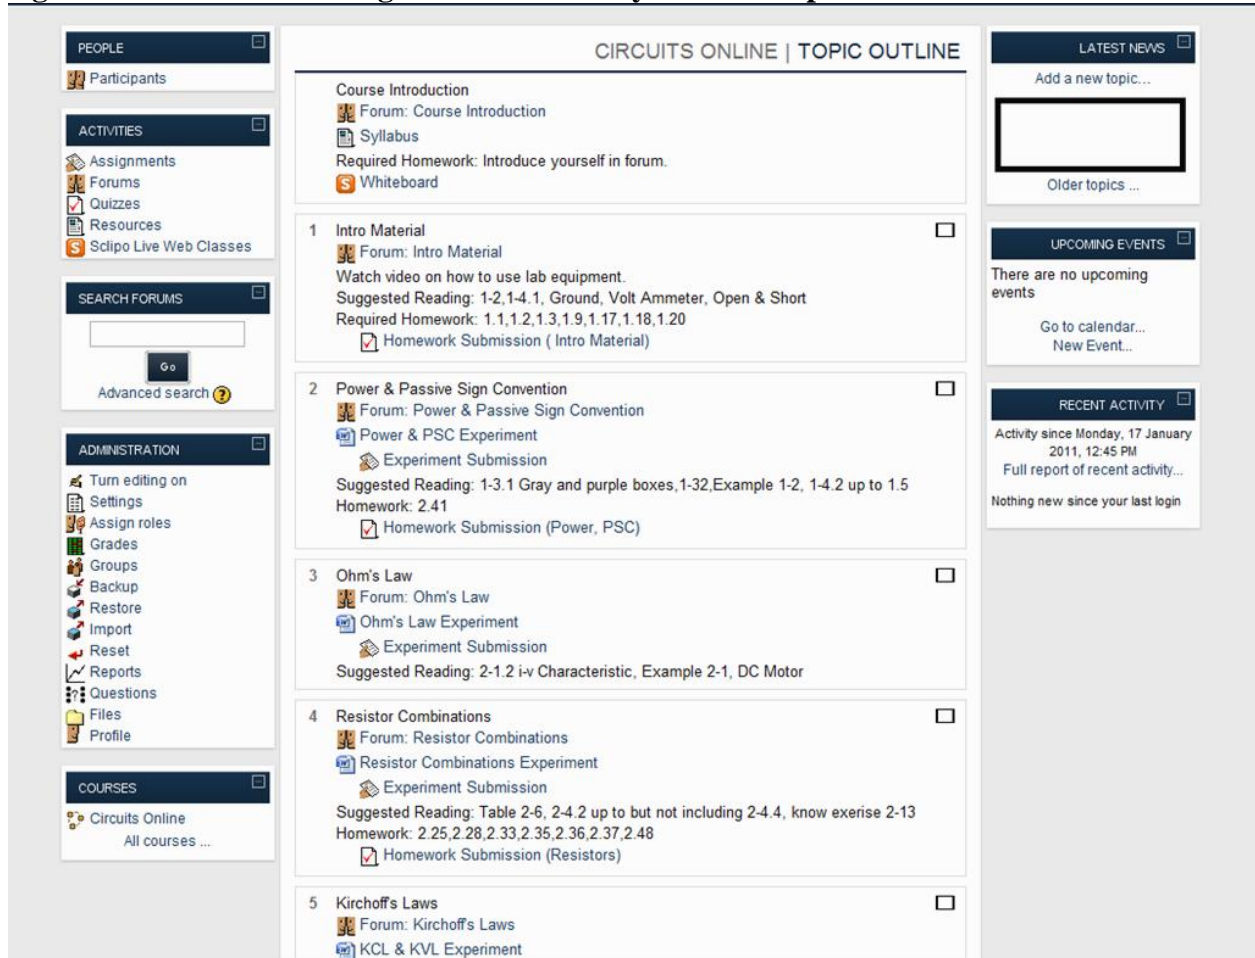 PEOPLE
Participants
ACTIVITIES
Assignments
Forums
Quizzes
Resources
Sclipo Live Web Classes
SEARCH FORUMS
Go
Advanced search
ADMINISTRATION
Turn editing on
Settings
Assign roles
Grades
Groups
Backup
Restore
Import
Reset
Reports
Questions
Files
Profile
COURSES
Circuits Online
All courses ...
CIRCUITS ONLINE | TOPIC OUTLINE
Course Introduction
Forum: Course Introduction
Syllabus
Required Homework: Introduce yourself in forum.
Whiteboard
1 Intro Material
Forum: Intro Material
Watch video on how to use lab equipment.
Suggested Reading: 1-2,1-4.1, Ground, Volt Ammeter, Open & Short
Required Homework: 1.1,1.2,1.3,1.9,1.17,1.18,1.20
Homework Submission ( Intro Material)
2 Power & Passive Sign Convention
Forum: Power & Passive Sign Convention
Power & PSC Experiment
Experiment Submission
Suggested Reading: 1-3.1 Gray and purple boxes,1-32,Example 1-2, 1-4.2 up to 1.5
Homework: 2.41
Homework Submission (Power, PSC)
3 Ohm's Law
Forum: Ohm's Law
Ohm's Law Experiment
Experiment Submission
Suggested Reading: 2-1.2 i-v Characteristic, Example 2-1, DC Motor
4 Resistor Combinations
Forum: Resistor Combinations
Resistor Combinations Experiment
Experiment Submission
Suggested Reading: Table 2-6, 2-4.2 up to but not including 2-4.4, know exerise 2-13
Homework: 2.25,2.28,2.33,2.35,2.36,2.37,2.48
Homework Submission (Resistors)
5 Kirchoff's Laws
Forum: Kirchoff's Laws
KCL & KVL Experiment
LATEST NEWS
Add a new topic...
Older topics ...
UPCOMING EVENTS
There are no upcoming
events
Go to calendar...
New Event...
RECENT ACTIVITY
Activity since Monday, 17 January
2011, 12:45 PM
Full report of recent activity...
Nothing new since your last login